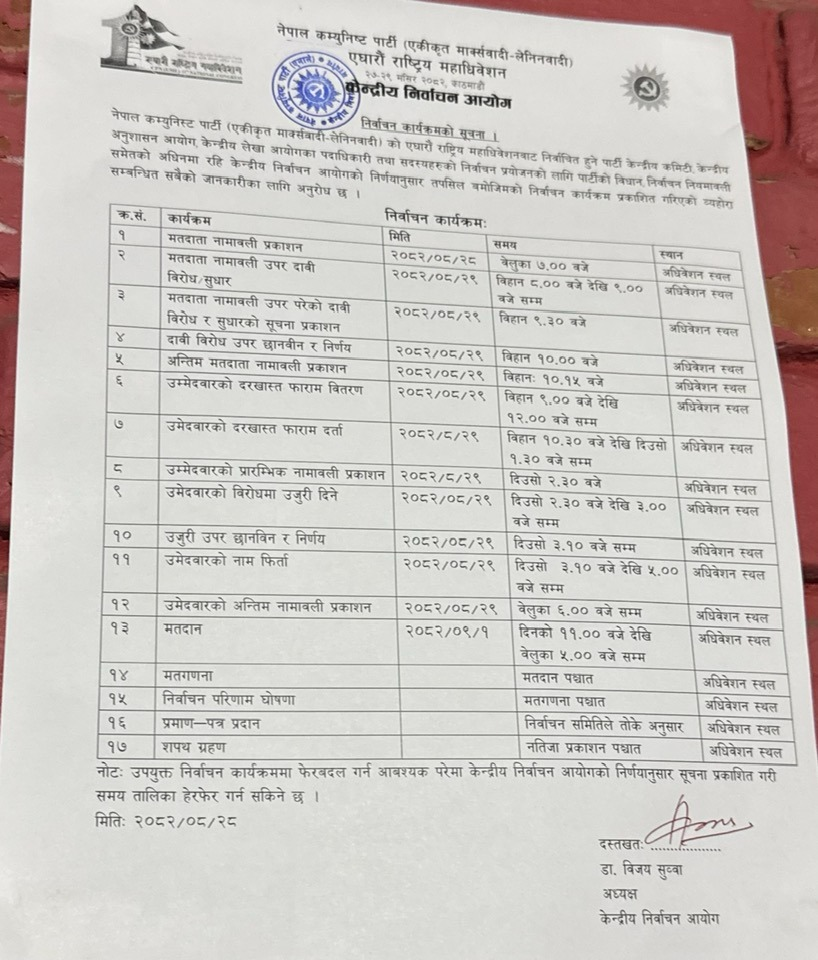 नेपाल कम्युनिष्ट पार्टी (एकीकृत मार्क्सवादी-लेनिनवादी)
एघारौं राष्ट्रिय महाधिवेशन
२७-२९ मंसिर २०८२, काठमाडौं
केन्द्रीय निर्वाचन आयोग
निर्वाचन कार्यक्रमको सूचना ।
नेपाल कम्युनिस्ट पार्टी (एकीकृत मार्क्सवादी-लेनिनवादी) को एघारौं राष्ट्रिय महाधिवेशनबाट निर्वाचित हुने पार्टी केन्द्रीय कमिटी, केन्द्रीय
अनुशासन आयोग, केन्द्रीय लेखा आयोगका पदाधिकारी तथा सदस्यहरुको निर्वाचन प्रयोजनको लागि पार्टीको विधान, निर्वाचन नियमावली
समेतको अधिनमा रहि केन्द्रीय निर्वाचन आयोगको निर्णयानुसार तपसिल बमोजिमको निर्वाचन कार्यक्रम प्रकाशित गरिएको व्यहोरा
सम्बन्धित सबैको जानकारीका लागि अनुरोध छ ।
निर्वाचन कार्यक्रमः
क्र.सं. कार्यक्रम मिति समय स्थान
१ मतदाता नामावली प्रकाशन २०८२/०८/२८ वेलुका ७.०० बजे अधिवेशन स्थल
२ मतदाता नामावली उपर दावी २०८२/०८/२९ विहान ८.०० बजे देखि ९.०० अधिवेशन स्थल
विरोध/सुधार बजे सम्म
३ मतदाता नामावली उपर परेको दावी २०८२/०८/२९ विहान ९.३० बजे अधिवेशन स्थल
विरोध र सुधारको सूचना प्रकाशन
४ दावी विरोध उपर छानवीन र निर्णय २०८२/०८/२९ विहान १०.०० बजे अधिवेशन स्थल
५ अन्तिम मतदाता नामावली प्रकाशन २०८२/०८/२९ विहानः १०.१५ बजे अधिवेशन स्थल
६ उम्मेदवारको दरखास्त फाराम बितरण २०८२/०८/२९ विहान ९.०० बजे देखि अधिवेशन स्थल
१२.०० बजे सम्म
७ उमेदवारको दरखास्त फाराम दर्ता २०८२/८/२९ विहान १०.३० बजे देखि दिउसो अधिवेशन स्थल
१.३० बजे सम्म
८ उम्मेदवारको प्रारम्भिक नामावली प्रकाशन २०८२/८/२९ दिउसो २.३० बजे अधिवेशन स्थल
९ उमेदवारको विरोधमा उजुरी दिने २०८२/०८/२९ दिउसो २.३० बजे देखि ३.०० अधिवेशन स्थल
बजे सम्म
१० उजुरी उपर छानविन र निर्णय २०८२/०८/२९ दिउसो ३.१० बजे सम्म अधिवेशन स्थल
११ उमेदवारको नाम फिर्ता २०८२/०८/२९ दिउसो ३.१० बजे देखि ५.०० अधिवेशन स्थल
बजे सम्म
१२ उमेदवारको अन्तिम नामावली प्रकाशन २०८२/०८/२९ वेलुका ६.०० बजे सम्म अधिवेशन स्थल
१३ मतदान २०८२/०९/१ दिनको ११.०० बजे देखि अधिवेशन स्थल
वेलुका ५.०० बजे सम्म
१४ मतगणना मतदान पश्चात अधिवेशन स्थल
१५ निर्वाचन परिणाम घोषणा मतगणना पश्चात अधिवेशन स्थल
१६ प्रमाण–पत्र प्रदान निर्वाचन समितिले तोके अनुसार अधिवेशन स्थल
१७ शपथ ग्रहण नतिजा प्रकाशन पश्चात अधिवेशन स्थल
नोटः उपयुक्त निर्वाचन कार्यक्रममा फेरबदल गर्न आबश्यक परेमा केन्द्रीय निर्वाचन आयोगको निर्णयानुसार सूचना प्रकाशित गरी
समय तालिका हेरफेर गर्न सकिने छ ।
मितिः २०८२/०८/२८
दस्तखतः ..................
डा. विजय सुव्वा
अध्यक्ष
केन्द्रीय निर्वाचन आयोग